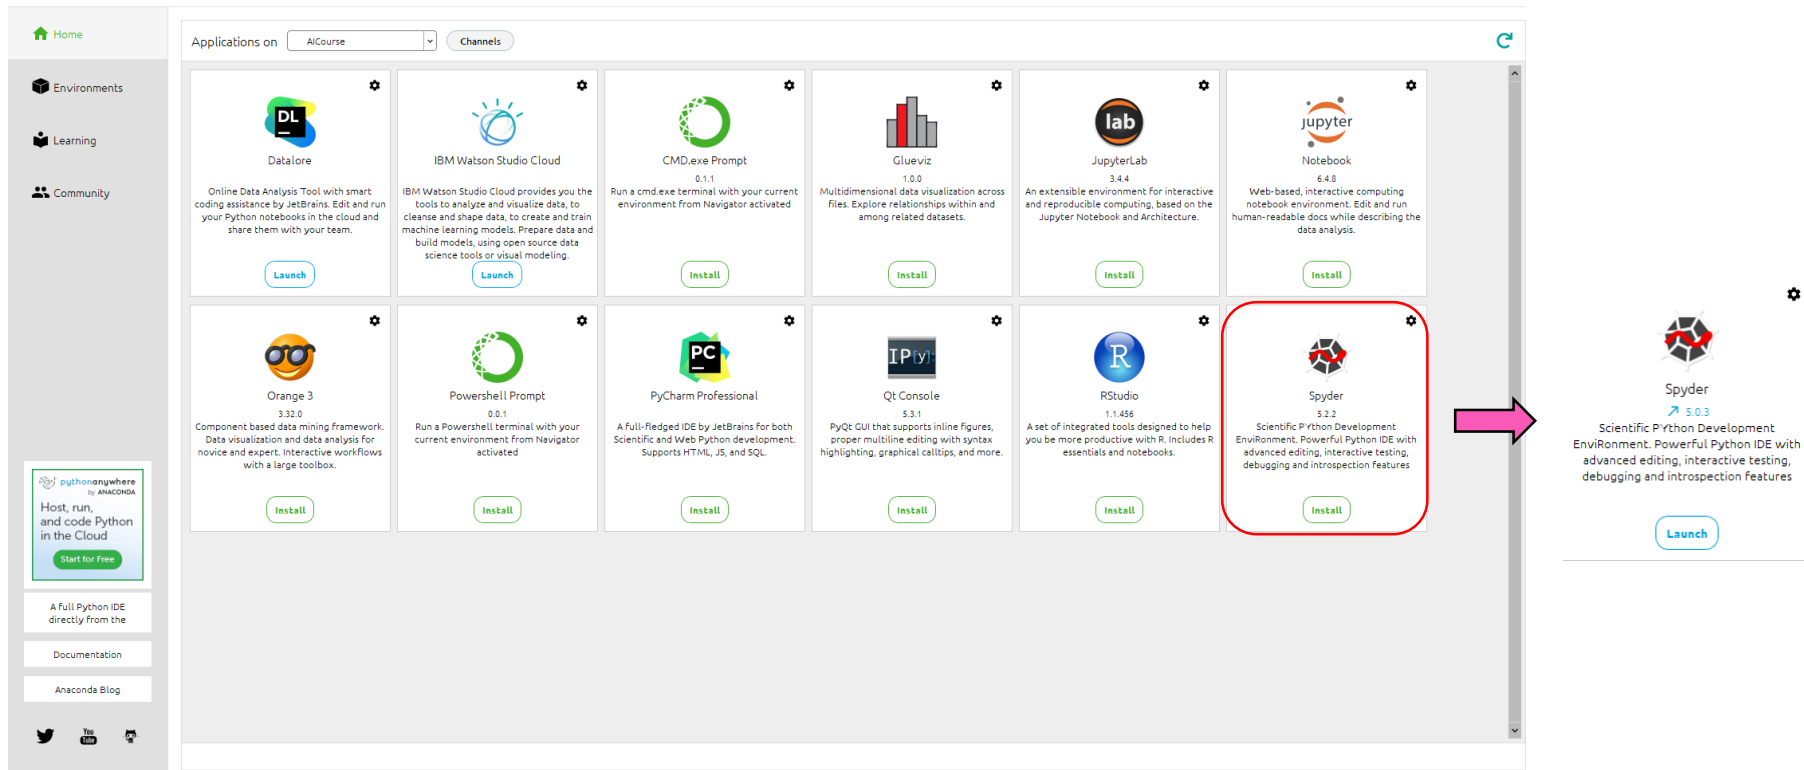 Home
Environments
Learning
Community
pythonanywhere
by ANACONDA
Host, run,
and code Python
in the Cloud
Start for Free
A full Python IDE
directly from the
Documentation
Anaconda Blog
You
Tube
Applications on
AICourse
Channels
DL
Datalore
Online Data Analysis Tool with smart
coding assistance by JetBrains. Edit and run
your Python notebooks in the cloud and
share them with your team.
Launch
IBM Watson Studio Cloud
IBM Watson Studio Cloud provides you the
tools to analyze and visualize data, to
cleanse and shape data, to create and train
machine learning models. Prepare data and
build models, using open source data
science tools or visual modeling.
Launch
CMD.exe Prompt
0.1.1
Run a cmd.exe terminal with your current
environment from Navigator activated
Install
Glueviz
1.0.0
Multidimensional data visualization across
files. Explore relationships within and
among related datasets.
Install
lab
JupyterLab
3.4.4
An extensible environment for interactive
and reproducible computing, based on the
Jupyter Notebook and Architecture.
Install
jupyter
Notebook
6.4.8
Web-based, interactive computing
notebook environment. Edit and run
human-readable docs while describing the
data analysis.
Install
Orange 3
3.32.0
Component based data mining framework.
Data visualization and data analysis for
novice and expert. Interactive workflows
with a large toolbox.
Install
Powershell Prompt
0.0.1
Run a Powershell terminal with your
current environment from Navigator
activated
Install
PC
PyCharm Professional
A full-fledged IDE by JetBrains for both
Scientific and Web Python development.
Supports HTML, JS, and SQL.
Install
IP[y]:
Qt Console
5.3.1
PyQt GUI that supports inline figures,
proper multiline editing with syntax
highlighting, graphical calltips, and more.
Install
R
RStudio
1.1.456
A set of integrated tools designed to help
you be more productive with R. Includes R
essentials and notebooks.
Install
Spyder
5.2.2
Scientific PYthon Development
EnviRonment. Powerful Python IDE with
advanced editing, interactive testing,
debugging and introspection features
Install
Spyder
5.0.3
Scientific PYthon Development
EnviRonment. Powerful Python IDE with
advanced editing, interactive testing,
debugging and introspection features
Launch